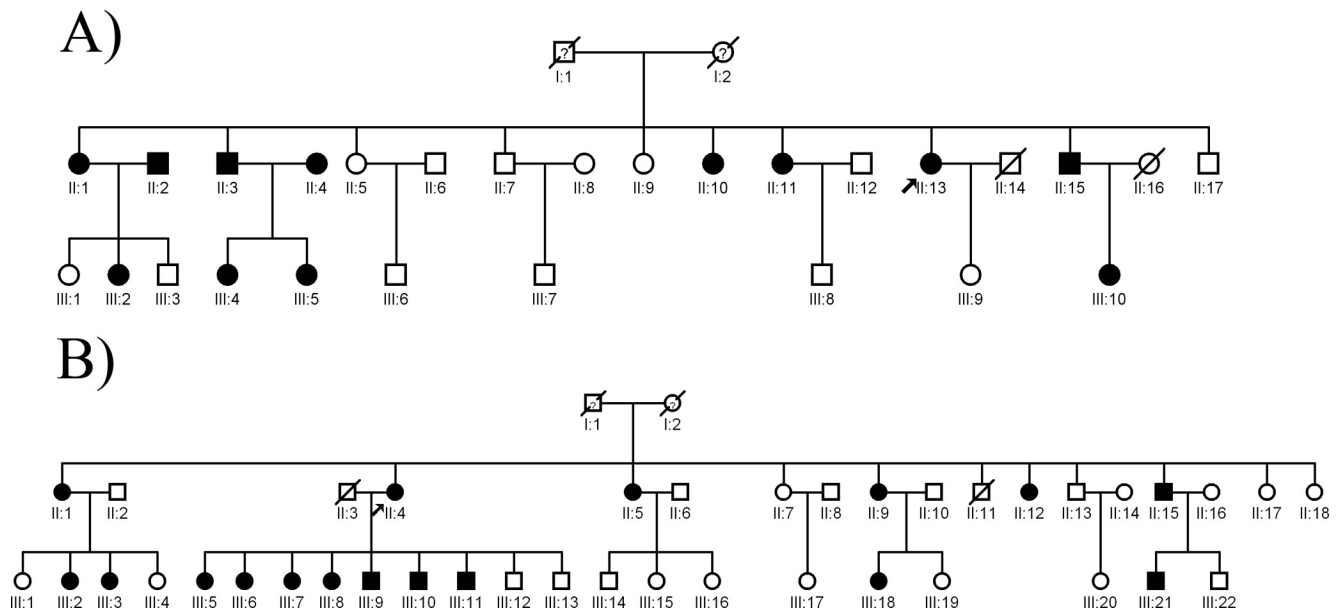 A)
? ?
I:1 I:2
II:1 II:2 II:3 II:4 II:5 II:6 II:7 II:8 II:9 II:10 II:11 II:12 II:13 II:14 II:15 II:16 II:17
III:1 III:2 III:3 III:4 III:5 III:6 III:7 III:8 III:9 III:10
B)
? ?
I:1 I:2
II:1 II:2 II:3 II:4 II:5 II:6 II:7 II:8 II:9 II:10 II:11 II:12 II:13 II:14 II:15 II:16 II:17 II:18
III:1 III:2 III:3 III:4 III:5 III:6 III:7 III:8 III:9 III:10 III:11 III:12 III:13 III:14 III:15 III:16 III:17 III:18 III:19 III:20 III:21 III:22